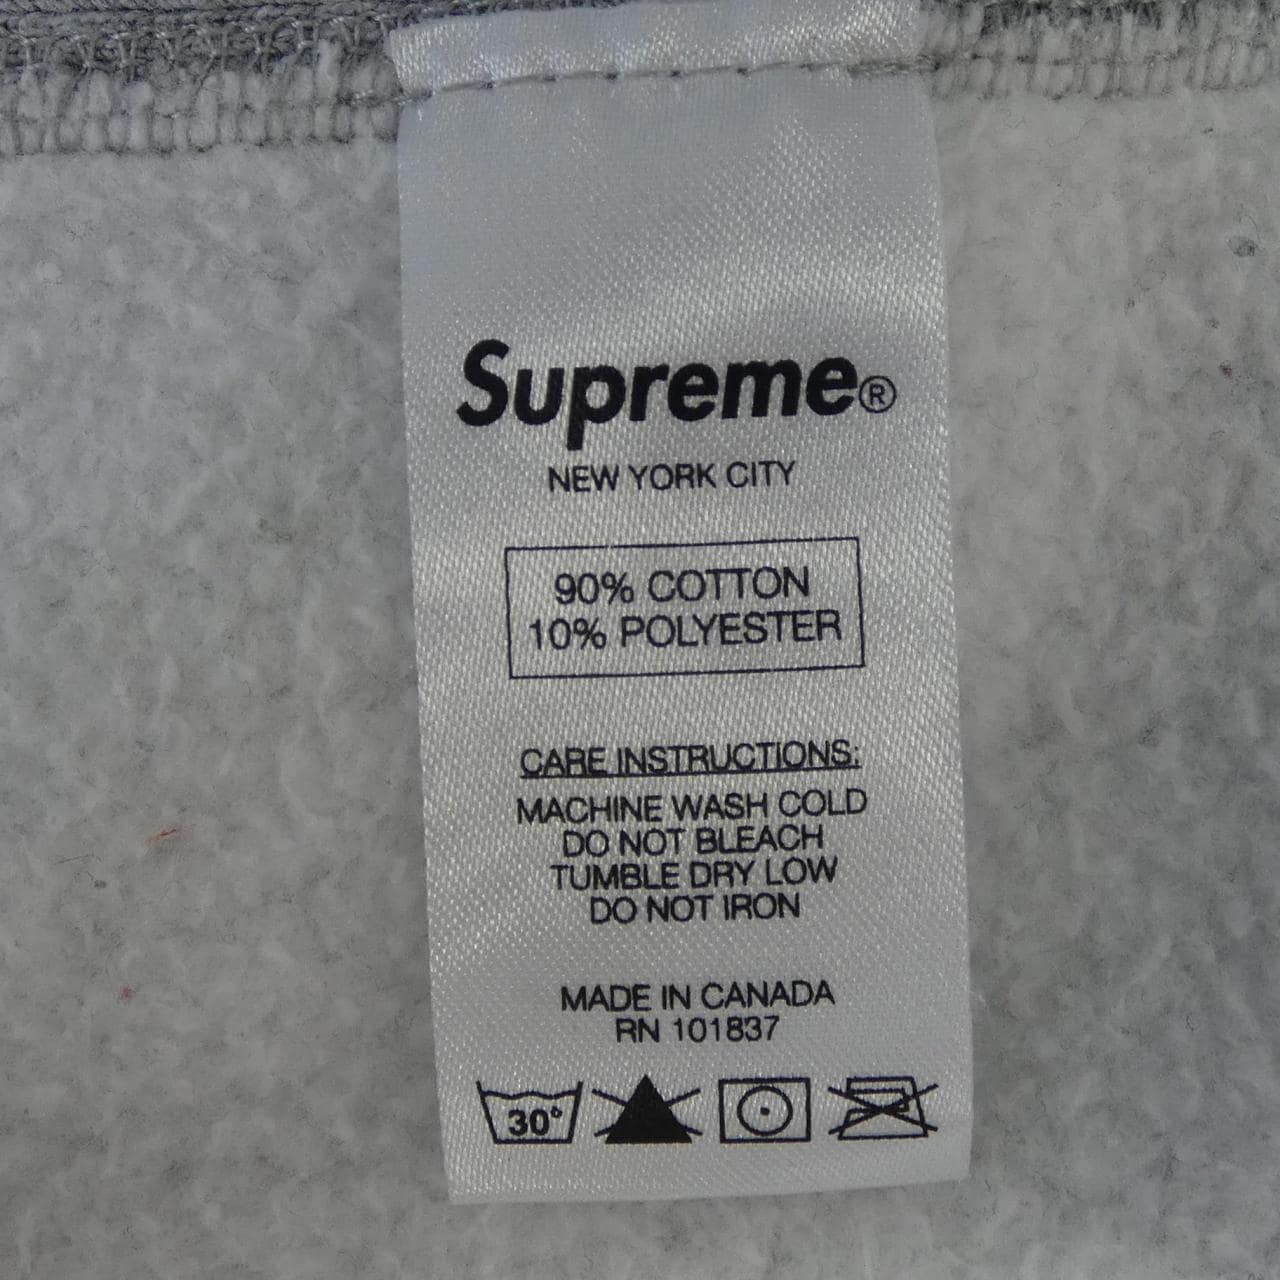 Supreme®
NEW YORK CITY
90% COTTON
10% POLYESTER
CARE INSTRUCTIONS:
MACHINE WASH COLD
DO NOT BLEACH
TUMBLE DRY LOW
DO NOT IRON
MADE IN CANADA
RN 101837
30°